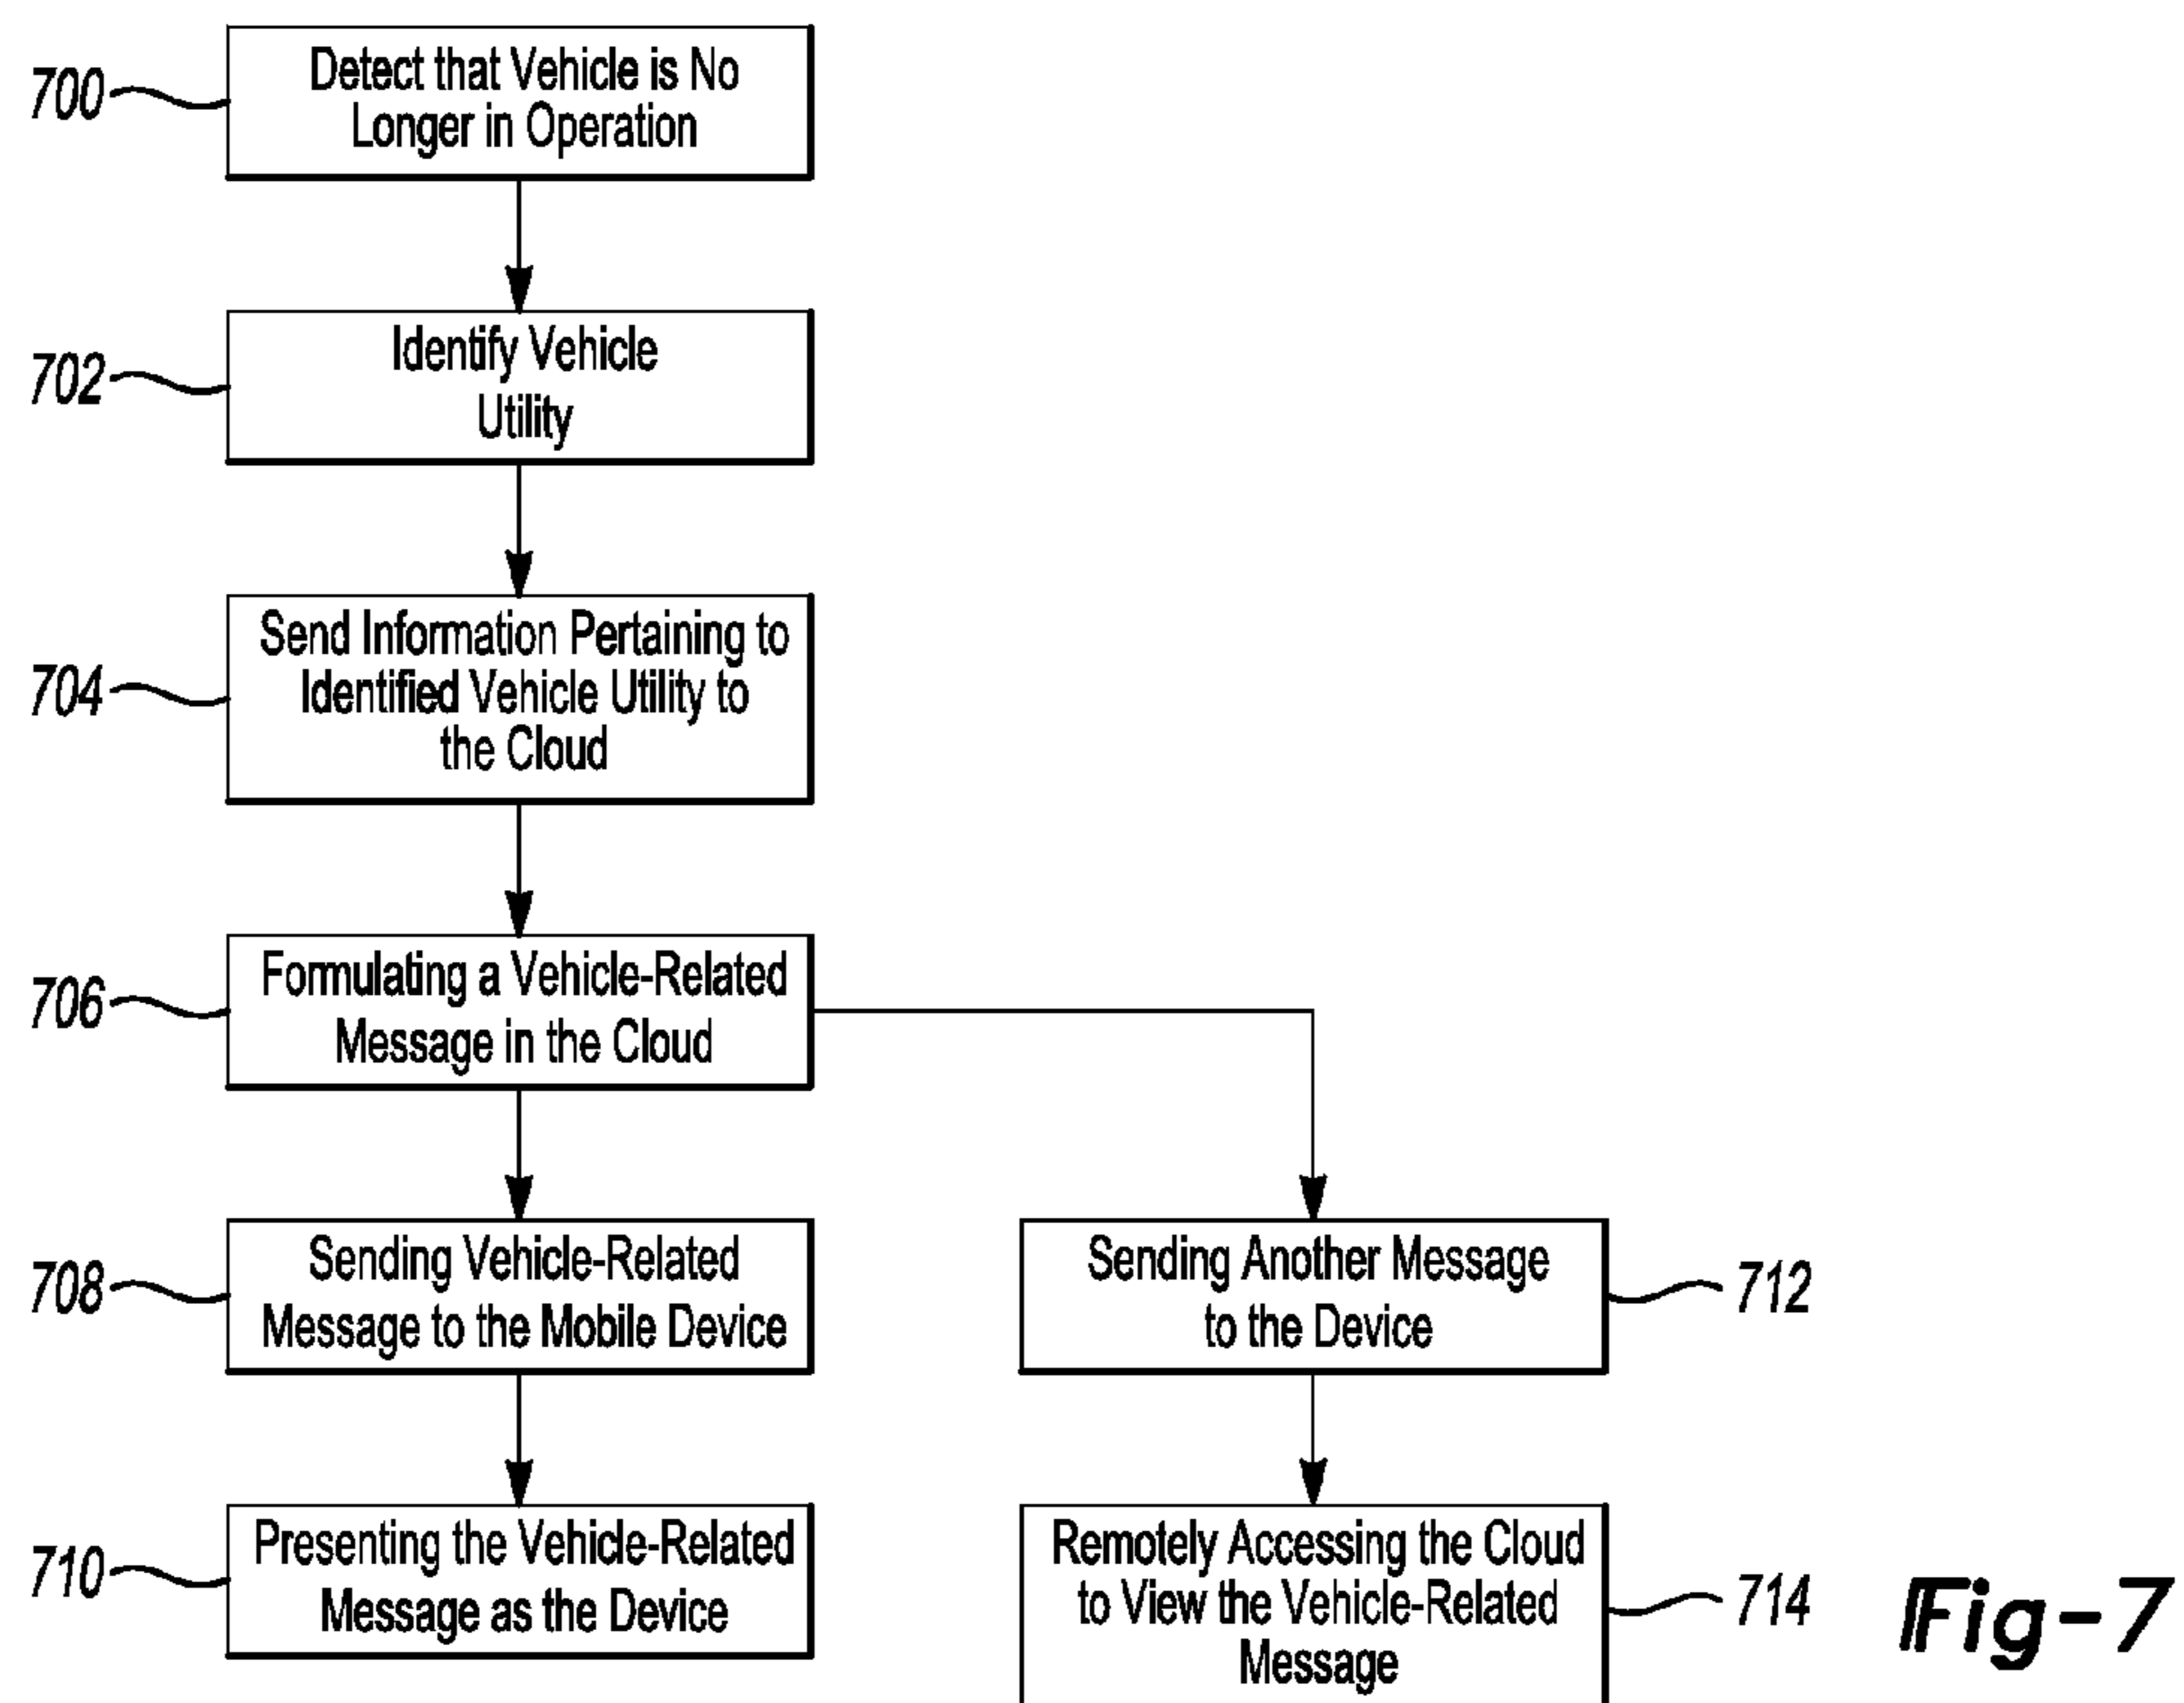 700
Detect that Vehicle is No
Longer in Operation
702
Identify Vehicle
Utility
704
Send Information Pertaining to
Identified Vehicle Utility to
the Cloud
706
Formulating a Vehicle-Related
Message in the Cloud
708
Sending Vehicle-Related
Message to the Mobile Device
710
Presenting the Vehicle-Related
Message as the Device
Sending Another Message
to the Device
712
Remotely Accessing the Cloud
to View the Vehicle-Related
Message
714
Fig-7